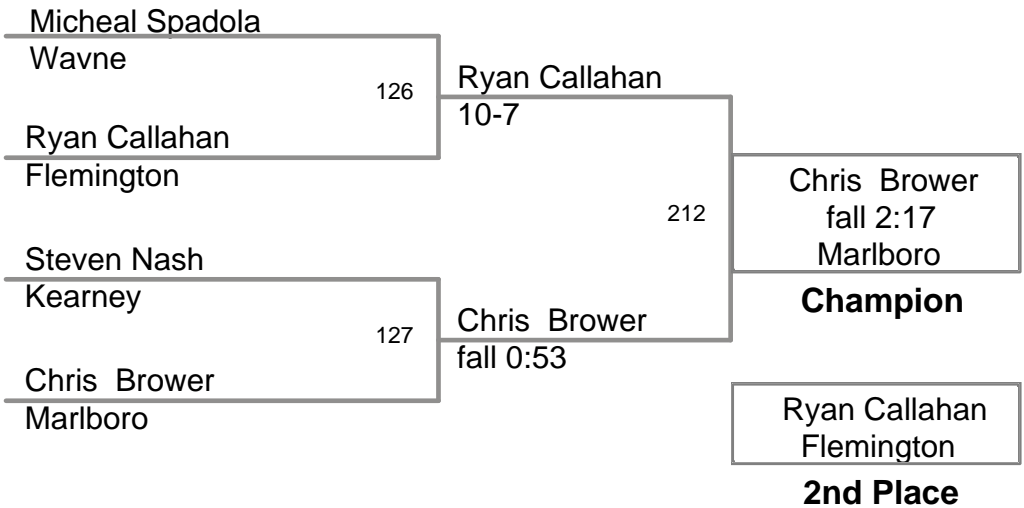 Micheal Spadola
Wavne
126
Ryan Callahan
10-7
Ryan Callahan
Flemington
212
Chris Brower
fall 2:17
Marlboro
Champion
Steven Nash
Kearney
127
Chris Brower
fall 0:53
Chris Brower
Marlboro
Ryan Callahan
Flemington
2nd Place